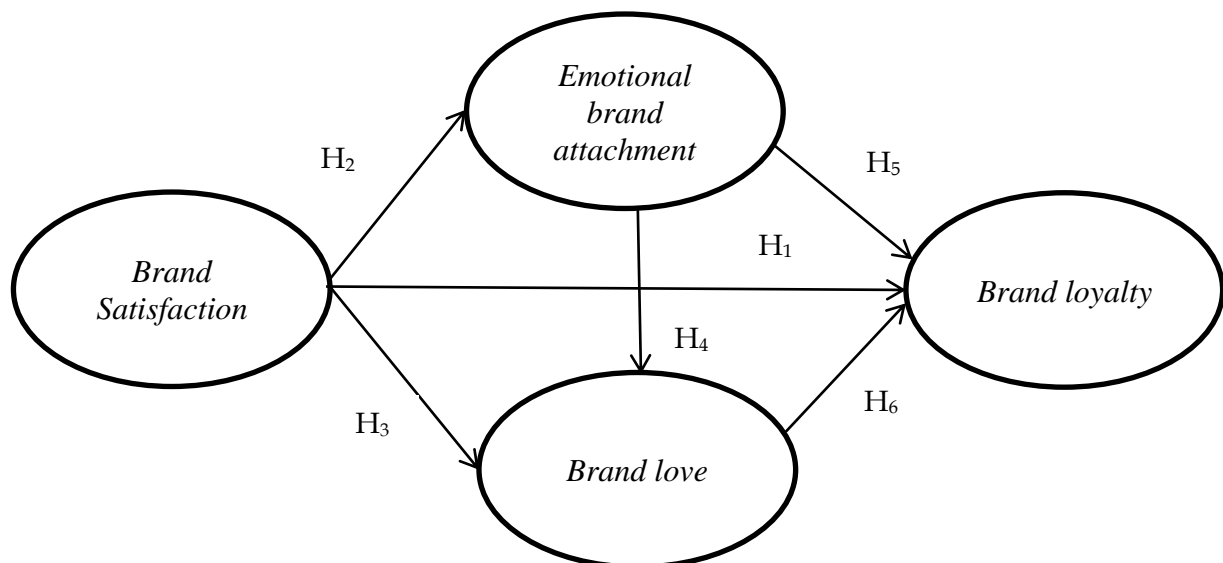 Emotional
brand
attachment
H₂
H₅
H₁
Brand
Satisfaction
Brand loyalty
H₄
H₃
H₆
Brand love